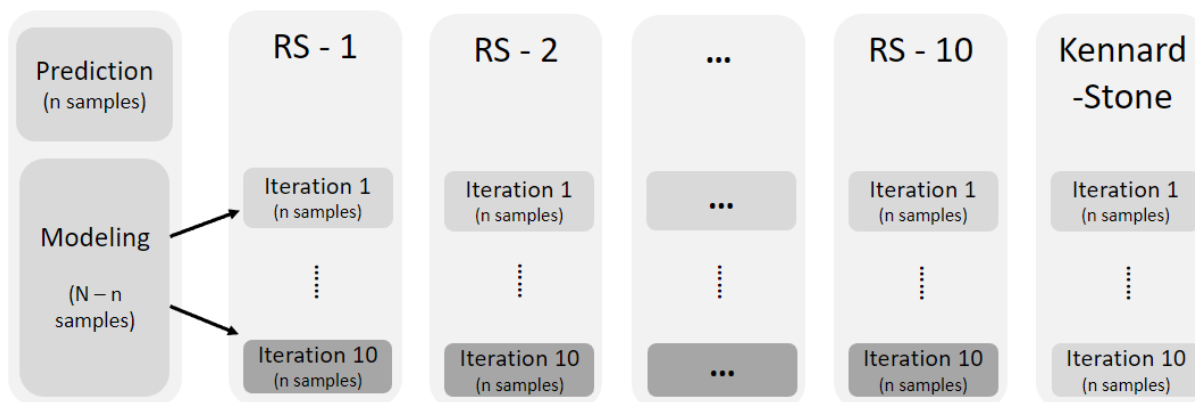 Prediction
(n samples)
Modeling
(N – n
samples)
RS - 1
Iteration 1
(n samples)
Iteration 10
(n samples)
RS - 2
Iteration 1
(n samples)
Iteration 10
(n samples)
...
...
...
RS - 10
Iteration 1
(n samples)
Iteration 10
(n samples)
Kennard
-Stone
Iteration 1
(n samples)
Iteration 10
(n samples)